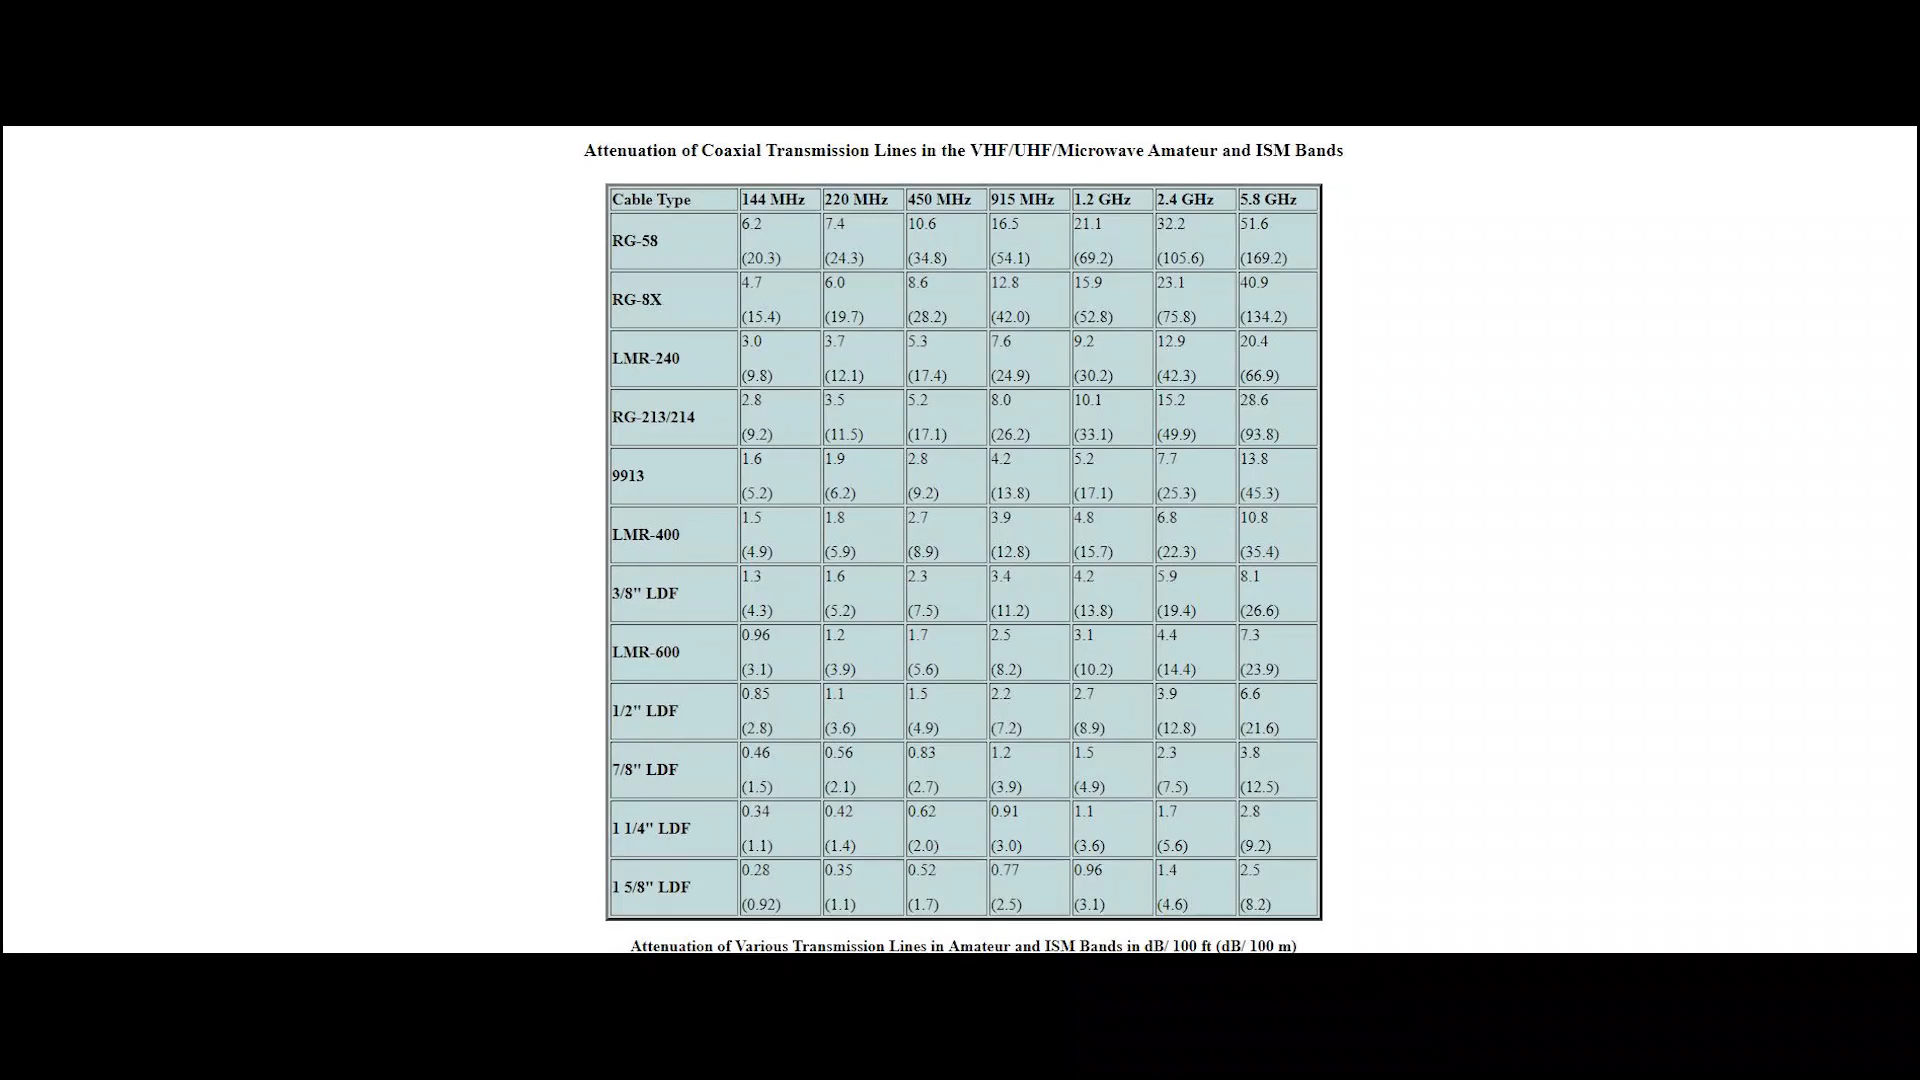 Attenuation of Coaxial Transmission Lines in the VHF/UHF/Microwave Amateur and ISM Bands
Cable Type 144 MHz 220 MHz 450 MHz 915 MHz 1.2 GHz 2.4 GHz 5.8 GHz
RG-58 6.2 7.4 10.6 16.5 21.1 32.2 51.6
(20.3) (24.3) (34.8) (54.1) (69.2) (105.6) (169.2)
RG-8X 4.7 6.0 8.6 12.8 15.9 23.1 40.9
(15.4) (19.7) (28.2) (42.0) (52.8) (75.8) (134.2)
LMR-240 3.0 3.7 5.3 7.6 9.2 12.9 20.4
(9.8) (12.1) (17.4) (24.9) (30.2) (42.3) (66.9)
RG-213/214 2.8 3.5 5.2 8.0 10.1 15.2 28.6
(9.2) (11.5) (17.1) (26.2) (33.1) (49.9) (93.8)
9913 1.6 1.9 2.8 4.2 5.2 7.7 13.8
(5.2) (6.2) (9.2) (13.8) (17.1) (25.3) (45.3)
LMR-400 1.5 1.8 2.7 3.9 4.8 6.8 10.8
(4.9) (5.9) (8.9) (12.8) (15.7) (22.3) (35.4)
3/8" LDF 1.3 1.6 2.3 3.4 4.2 5.9 8.1
(4.3) (5.2) (7.5) (11.2) (13.8) (19.4) (26.6)
LMR-600 0.96 1.2 1.7 2.5 3.1 4.4 7.3
(3.1) (3.9) (5.6) (8.2) (10.2) (14.4) (23.9)
1/2" LDF 0.85 1.1 1.5 2.2 2.7 3.9 6.6
(2.8) (3.6) (4.9) (7.2) (8.9) (12.8) (21.6)
7/8" LDF 0.46 0.56 0.83 1.2 1.5 2.3 3.8
(1.5) (2.1) (2.7) (3.9) (4.9) (7.5) (12.5)
1 1/4" LDF 0.34 0.42 0.62 0.91 1.1 1.7 2.8
(1.1) (1.4) (2.0) (3.0) (3.6) (5.6) (9.2)
1 5/8" LDF 0.28 0.35 0.52 0.77 0.96 1.4 2.5
(0.92) (1.1) (1.7) (2.5) (3.1) (4.6) (8.2)
Attenuation of Various Transmission Lines in Amateur and ISM Bands in dB/ 100 ft (dB/ 100 m)